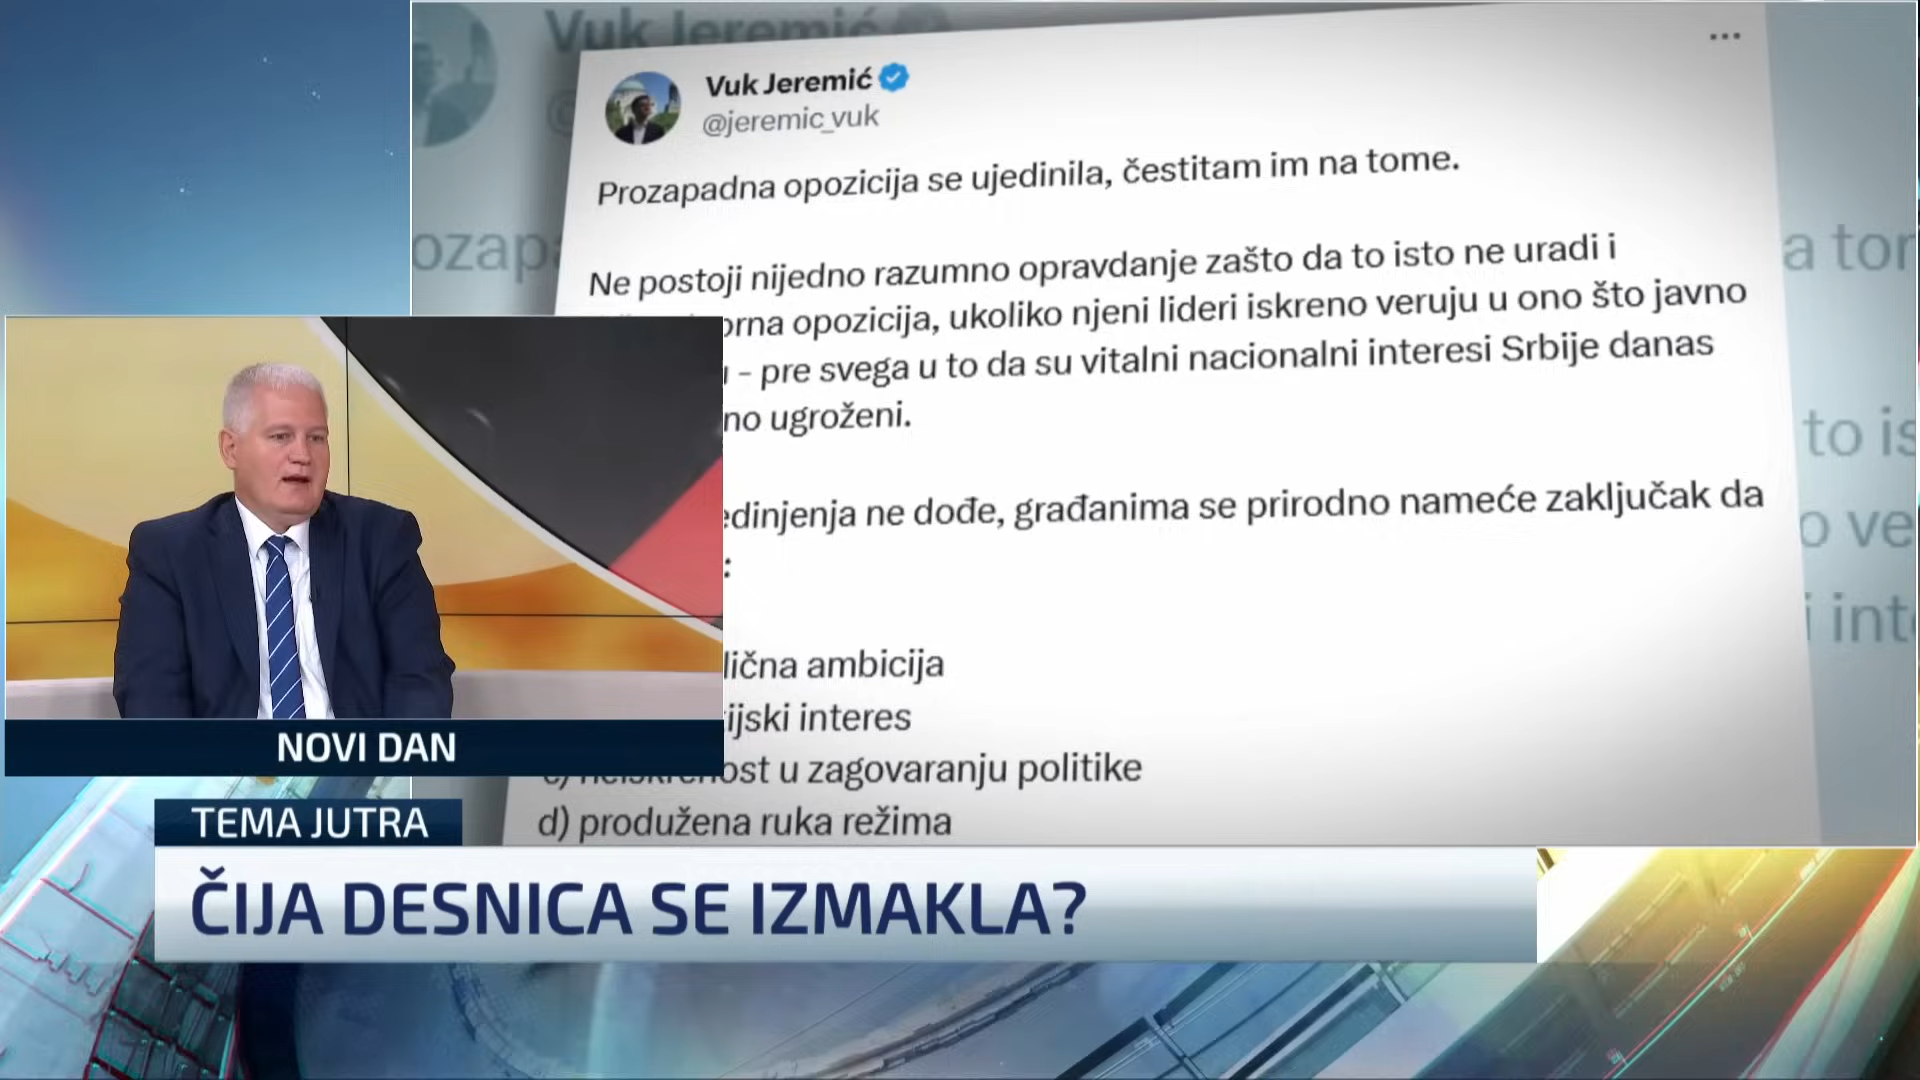 Vuk Jeremić
@jeremic_vuk
Prozapadna opozicija se ujedinila, čestitam im na tome.
Ne postoji nijedno razumno opravdanje zašto da to isto ne uradi i
orna opozicija, ukoliko njeni lideri iskreno veruju u ono što javno
– pre svega u to da su vitalni nacionalni interesi Srbije danas
no ugroženi.
edinjenja ne dođe, građanima se prirodno nameće zaključak da
:
lična ambicija
ijski interes
u zagovaranju politike
d) produžena ruka režima
NOVI DAN
TEMA JUTRA
ČIJA DESNICA SE IZMAKLA?